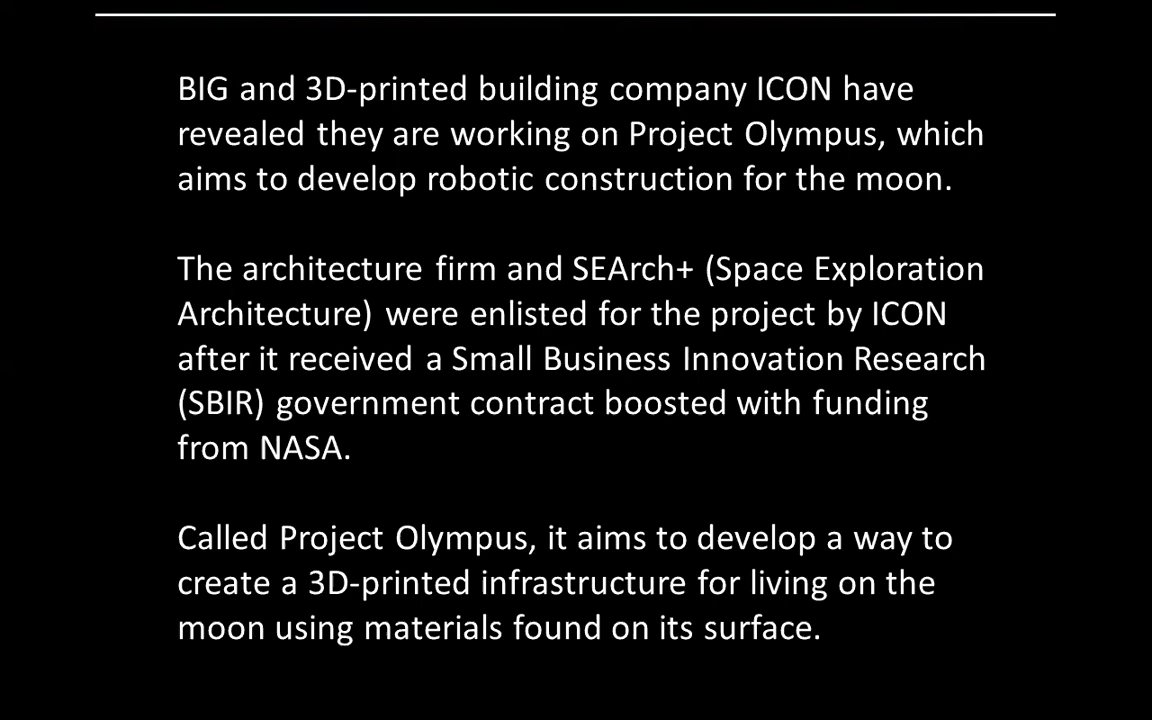 BIG and 3D-printed building company ICON have
revealed they are working on Project Olympus, which
aims to develop robotic construction for the moon.
The architecture firm and SEArch+ (Space Exploration
Architecture) were enlisted for the project by ICON
after it received a Small Business Innovation Research
(SBIR) government contract boosted with funding
from NASA.
Called Project Olympus, it aims to develop a way to
create a 3D-printed infrastructure for living on the
moon using materials found on its surface.